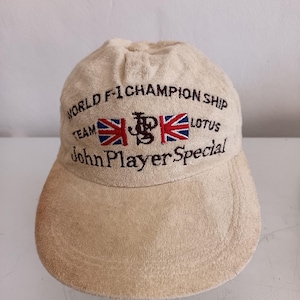 WORLD F-1 CHAMPION SHIP
TEAM JPS LOTUS
John Player Special